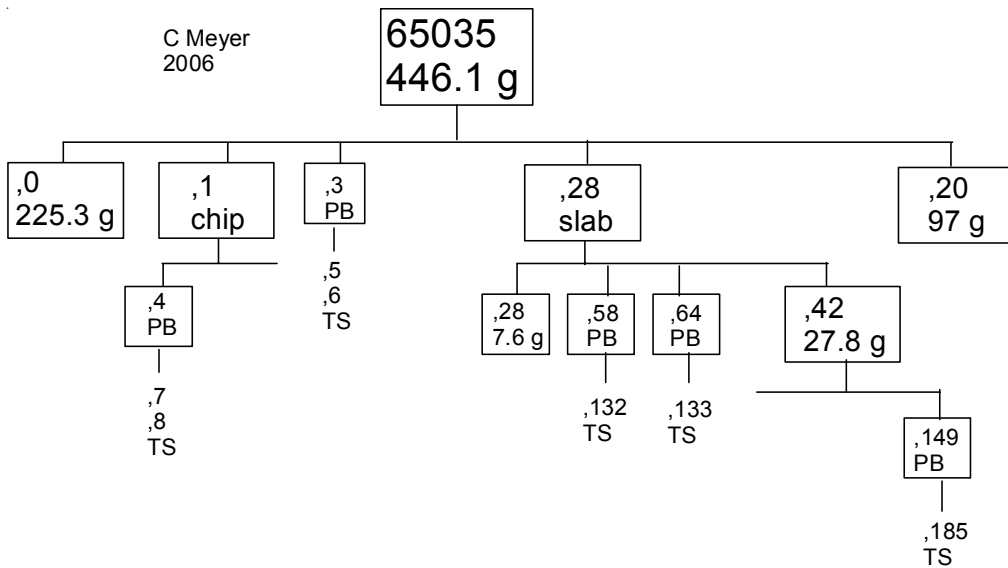 C Meyer
2006
65035
446.1 g
,0
225.3 g
,1
chip
,3
PB
,28
slab
,20
97 g
,5
,6
TS
,4
PB
,7
,8
TS
,28
7.6 g
,58
PB
,64
PB
,42
27.8 g
,132
TS
,133
TS
,149
PB
,185
TS